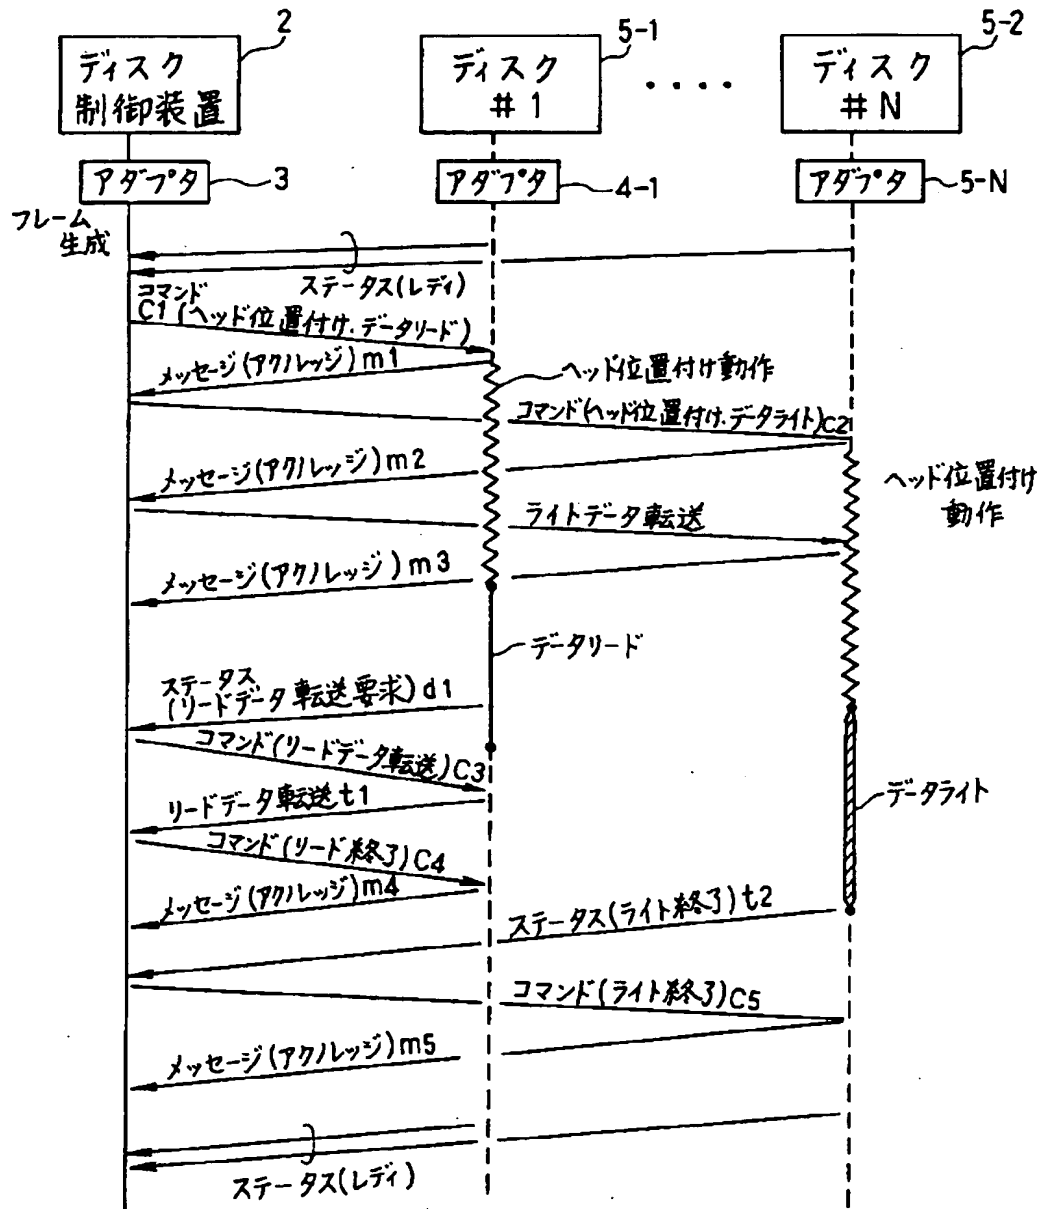 2
5-1
5-2
ディスク
制御装置
ディスク
#1
ディスク
#N
アダプタ
3
アダプタ
4-1
アダプタ
5-N
フレーム
生成
ステータス(レディ)
コマンド
C1(ヘッド位置付け.データリード)
メッセージ(アクノレッジ)m1
ヘッド位置付け動作
コマンド(ヘッド位置付け.データライト)C2
メッセージ(アクノレッジ)m2
ヘッド位置付け
動作
ライトデータ転送
メッセージ(アクノレッジ)m3
データリード
ステータス
(リードデータ転送要求)d1
コマンド(リードデータ転送)C3
リードデータ転送t1
データライト
コマンド(リード終了)C4
メッセージ(アクノレッジ)m4
ステータス(ライト終了)t2
コマンド(ライト終了)C5
メッセージ(アクノレッジ)m5
ステータス(レディ)